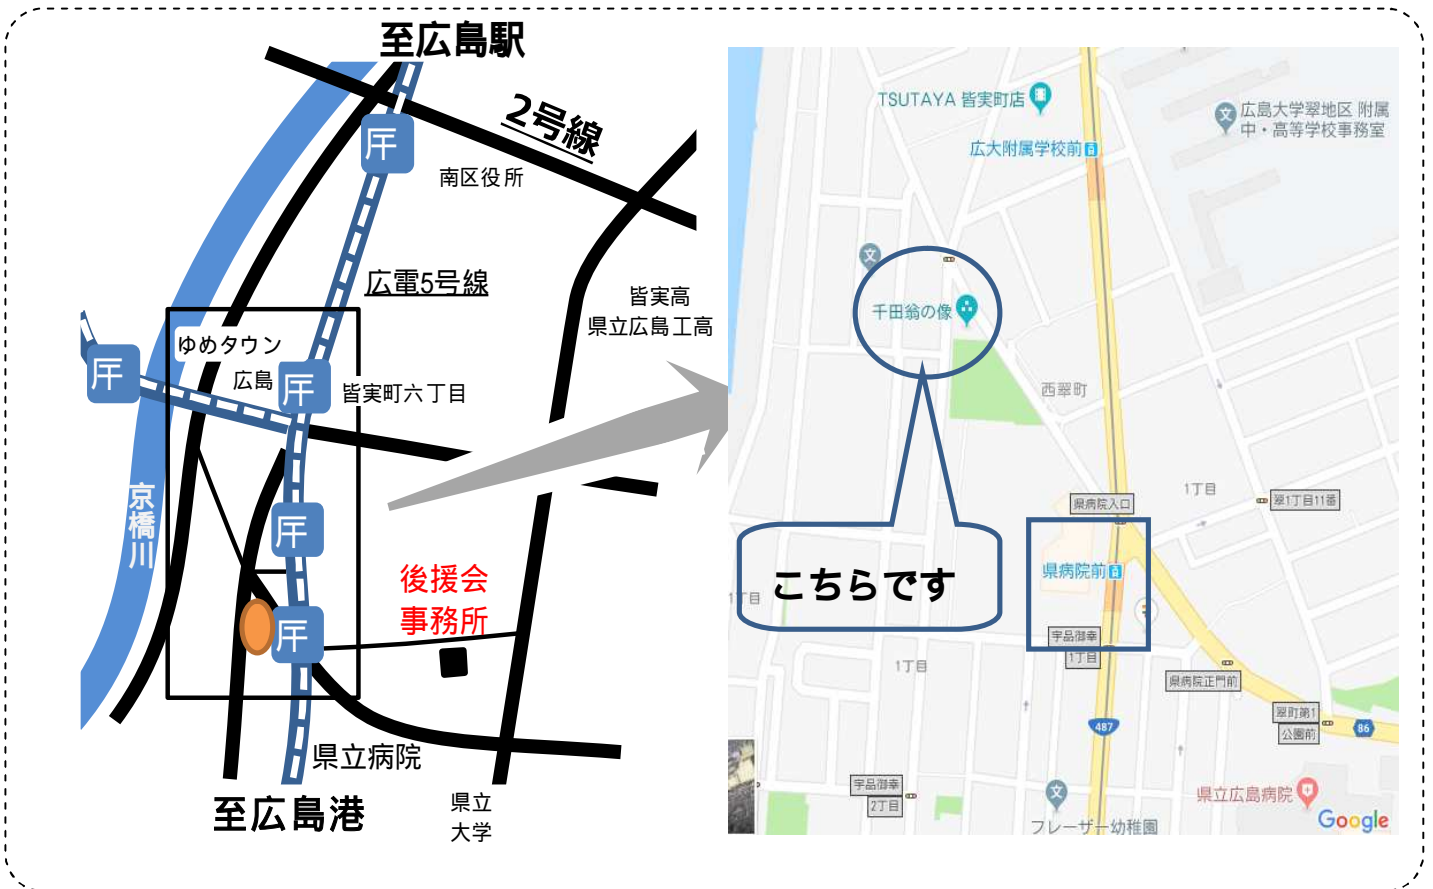 至広島駅
2号線
南区役所
広電5号線
皆実高
県立広島工高
ゆめタウン
広島
皆実町六丁目
京橋川
後援会
事務所
県立病院
至広島港
県立
大学
TSUTAYA 皆実町店
広島大学翠地区 附属
中・高等学校事務室
広大附属学校前
文
文
千田翁の像
西翠町
1丁目
県病院入口
翠1丁目11番
県病院前
こちらです
1丁目
宇品御幸
1丁目
1丁目
県病院正門前
翠町第1
公園前
487
86
宇品御幸
2丁目
文
県立広島病院
フレーザー幼稚園
Google